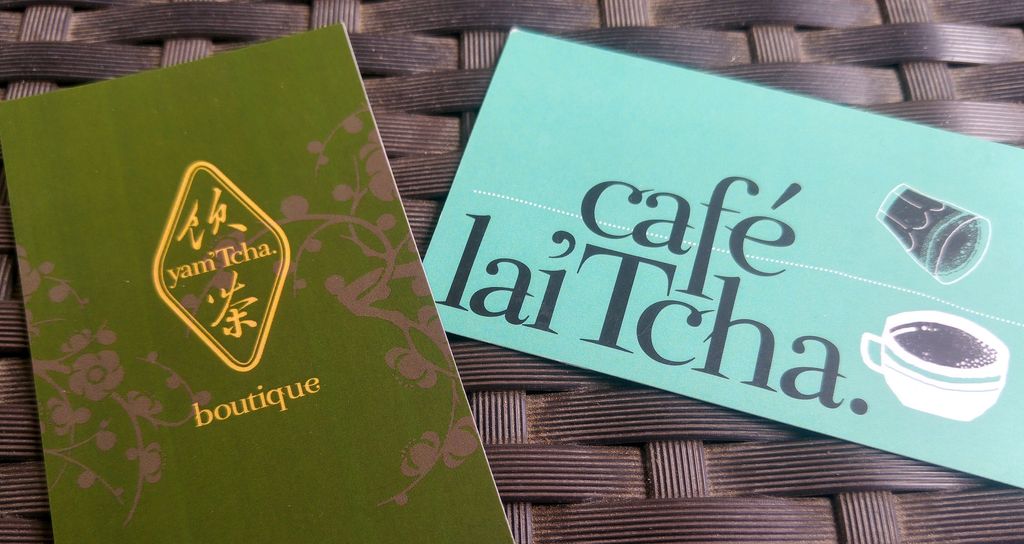 飲
yam'Tcha.
茶
boutique
café
lai'Tcha.